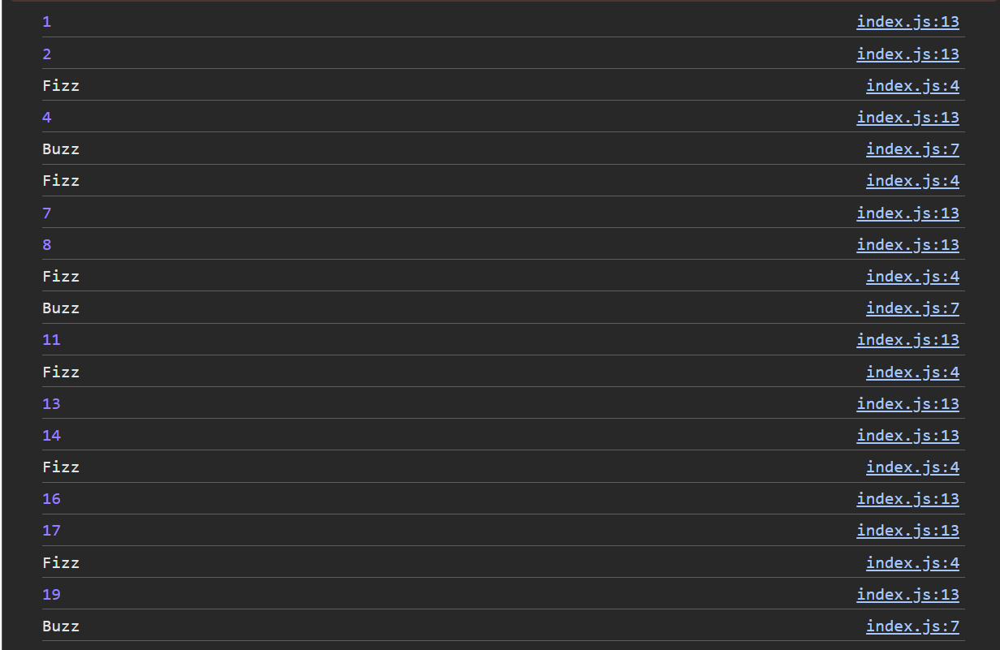 1 index.js:13
2 index.js:13
Fizz index.js:4
4 index.js:13
Buzz index.js:7
Fizz index.js:4
7 index.js:13
8 index.js:13
Fizz index.js:4
Buzz index.js:7
11 index.js:13
Fizz index.js:4
13 index.js:13
14 index.js:13
Fizz index.js:4
16 index.js:13
17 index.js:13
Fizz index.js:4
19 index.js:13
Buzz index.js:7